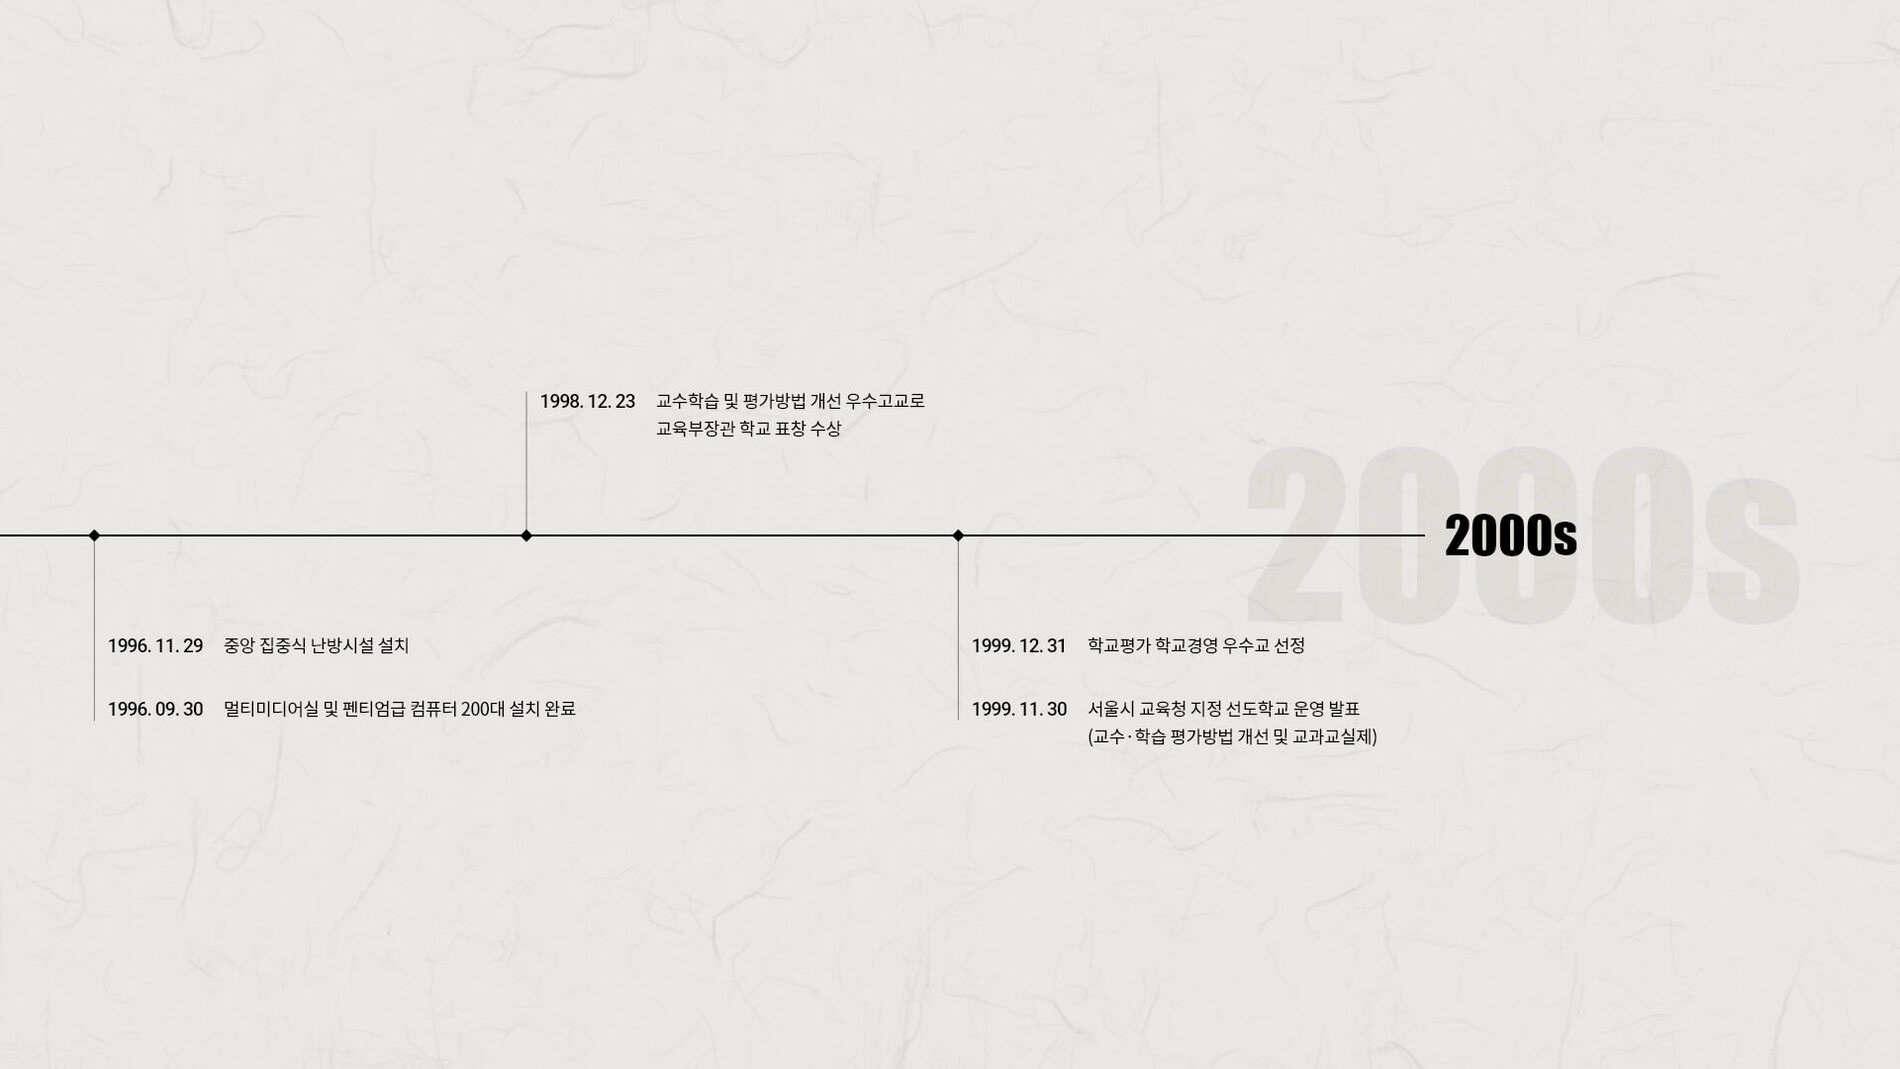 1998. 12. 23 교수학습 및 평가방법 개선 우수고교로
교육부장관 학교 표창 수상
2000s
2000s
1996. 11. 29 중앙 집중식 난방시설 설치
1996. 09. 30 멀티미디어실 및 펜티엄급 컴퓨터 200대 설치 완료
1999. 12. 31 학교평가 학교경영 우수교 선정
1999. 11. 30 서울시 교육청 지정 선도학교 운영 발표
(교수·학습 평가방법 개선 및 교과교실제)